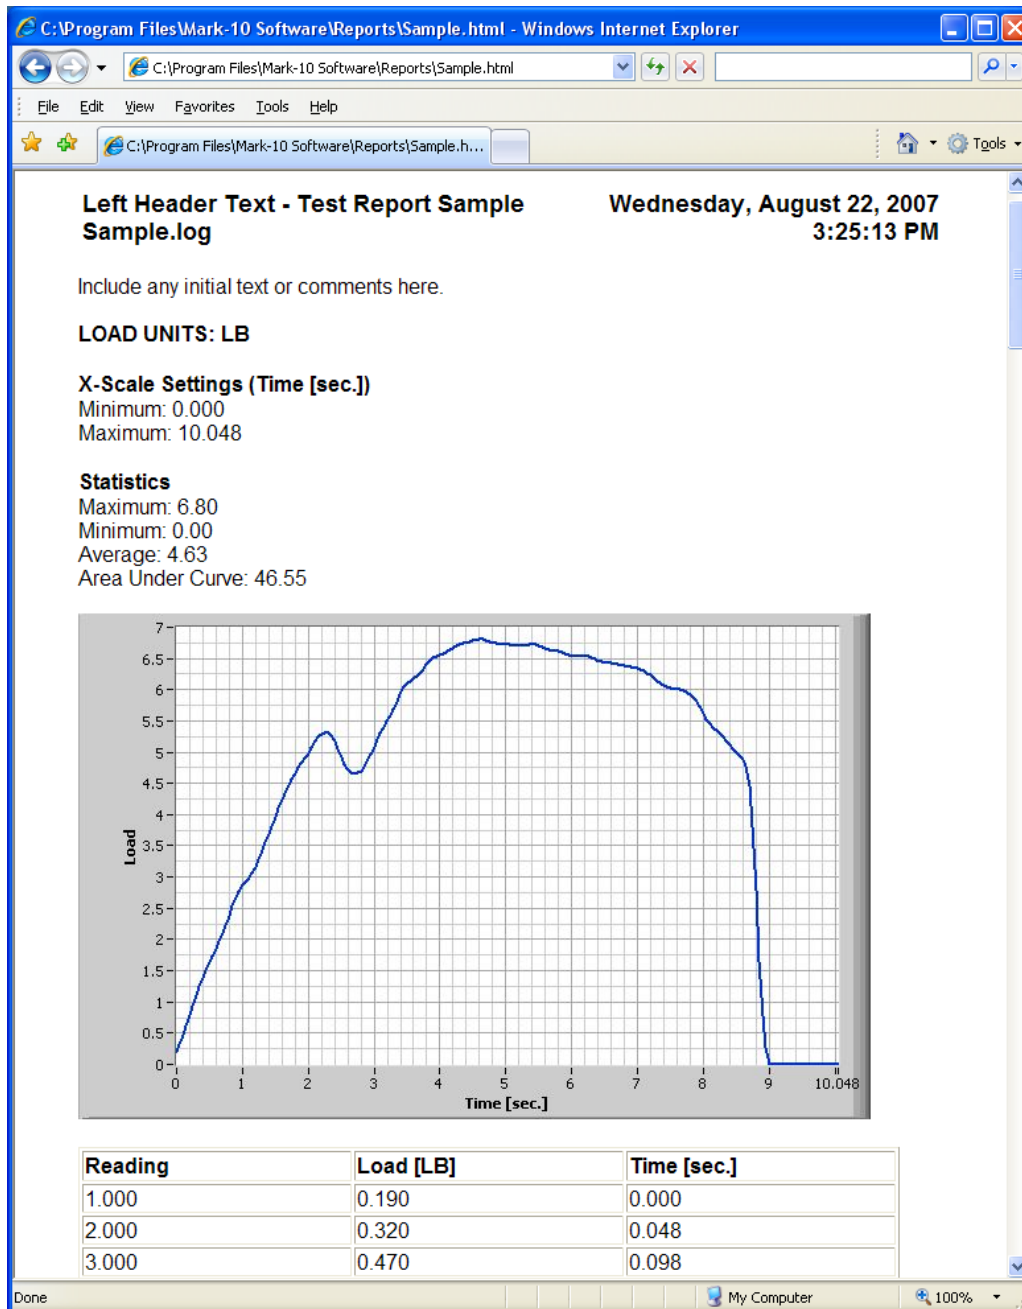 C:\Program Files\Mark-10 Software\Reports\Sample.html - Windows Internet Explorer
C:\Program Files\Mark-10 Software\Reports\Sample.html
File Edit View Favorites Tools Help
C:\Program Files\Mark-10 Software\Reports\Sample.h... Tools
Left Header Text - Test Report Sample Wednesday, August 22, 2007
Sample.log 3:25:13 PM
Include any initial text or comments here.
LOAD UNITS: LB
X-Scale Settings (Time [sec.])
Minimum: 0.000
Maximum: 10.048
Statistics
Maximum: 6.80
Minimum: 0.00
Average: 4.63
Area Under Curve: 46.55
7
6.5
6
5.5
5
4.5
4
3.5
3
2.5
2
1.5
1
0.5
0
Load
0 1 2 3 4 5 6 7 8 9 10.048
Time [sec.]
Reading Load [LB] Time [sec.]
1.000 0.190 0.000
2.000 0.320 0.048
3.000 0.470 0.098
Done My Computer 100%